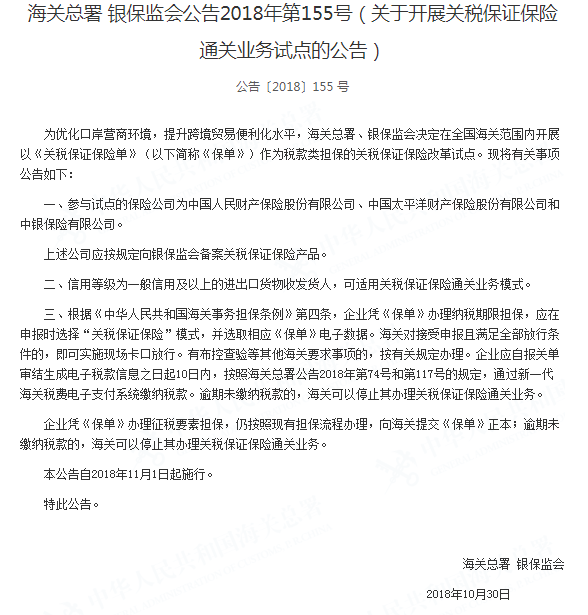 海关总署 银保监会公告2018年第155号（关于开展关税保证保险
通关业务试点的公告）
公告〔2018〕155 号
为优化口岸营商环境，提升跨境贸易便利化水平，海关总署、银保监会决定在全国海关范围内开展
以《关税保证保险单》（以下简称《保单》）作为税款类担保的关税保证保险改革试点。现将有关事项
公告如下：
一、参与试点的保险公司为中国人民财产保险股份有限公司、中国太平洋财产保险股份有限公司和
中银保险有限公司。
上述公司应按规定向银保监会备案关税保证保险产品。
二、信用等级为一般信用及以上的进出口货物收发货人，可适用关税保证保险通关业务模式。
三、根据《中华人民共和国海关事务担保条例》第四条，企业凭《保单》办理纳税期限担保，应在
申报时选择“关税保证保险”模式，并选取相应《保单》电子数据。海关对接受申报且满足全部放行条
件的，即可实施现场卡口放行。有布控查验等其他海关要求事项的，按有关规定办理。企业应自报关单
审结生成电子税款信息之日起10日内，按照海关总署公告2018年第74号和第117号的规定，通过新一代
海关税费电子支付系统缴纳税款。逾期未缴纳税款的，海关可以停止其办理关税保证保险通关业务。
企业凭《保单》办理征税要素担保，仍按照现有担保流程办理，向海关提交《保单》正本；逾期未
缴纳税款的，海关可以停止其办理关税保证保险通关业务。
本公告自2018年11月1日起施行。
特此公告。
海关总署 银保监会
2018年10月30日